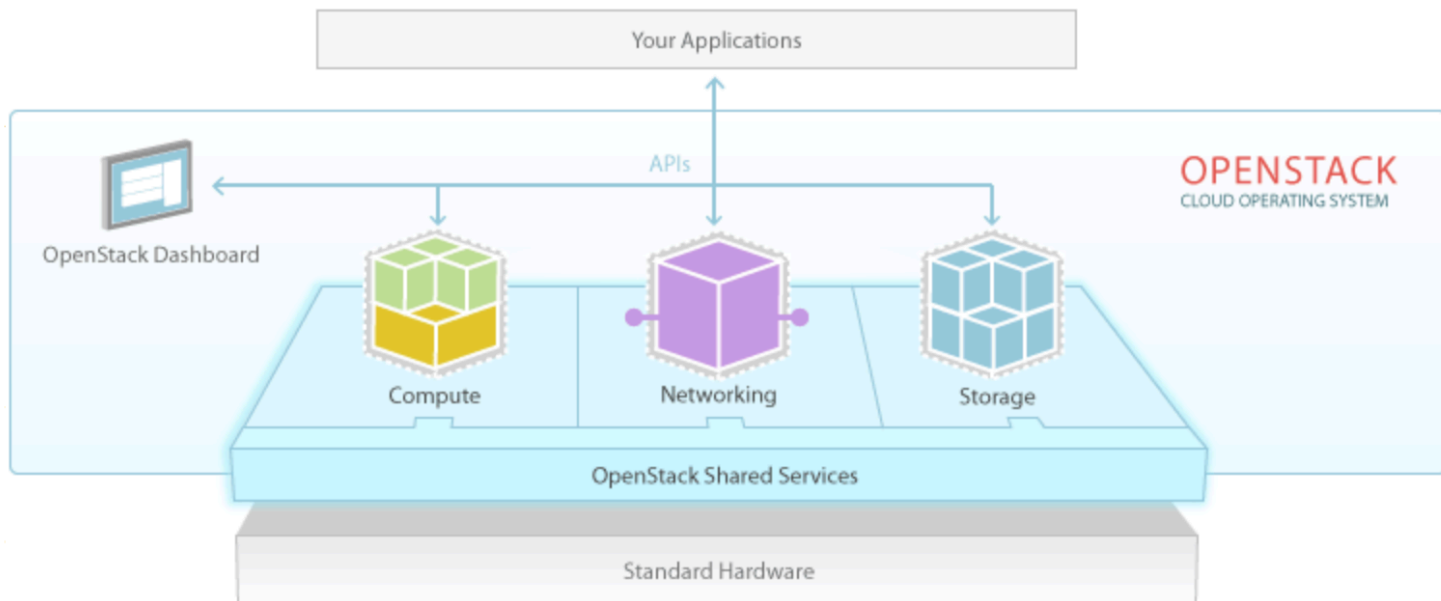 Your Applications
APIs
OPENSTACK
CLOUD OPERATING SYSTEM
OpenStack Dashboard
Compute
Networking
Storage
OpenStack Shared Services
Standard Hardware